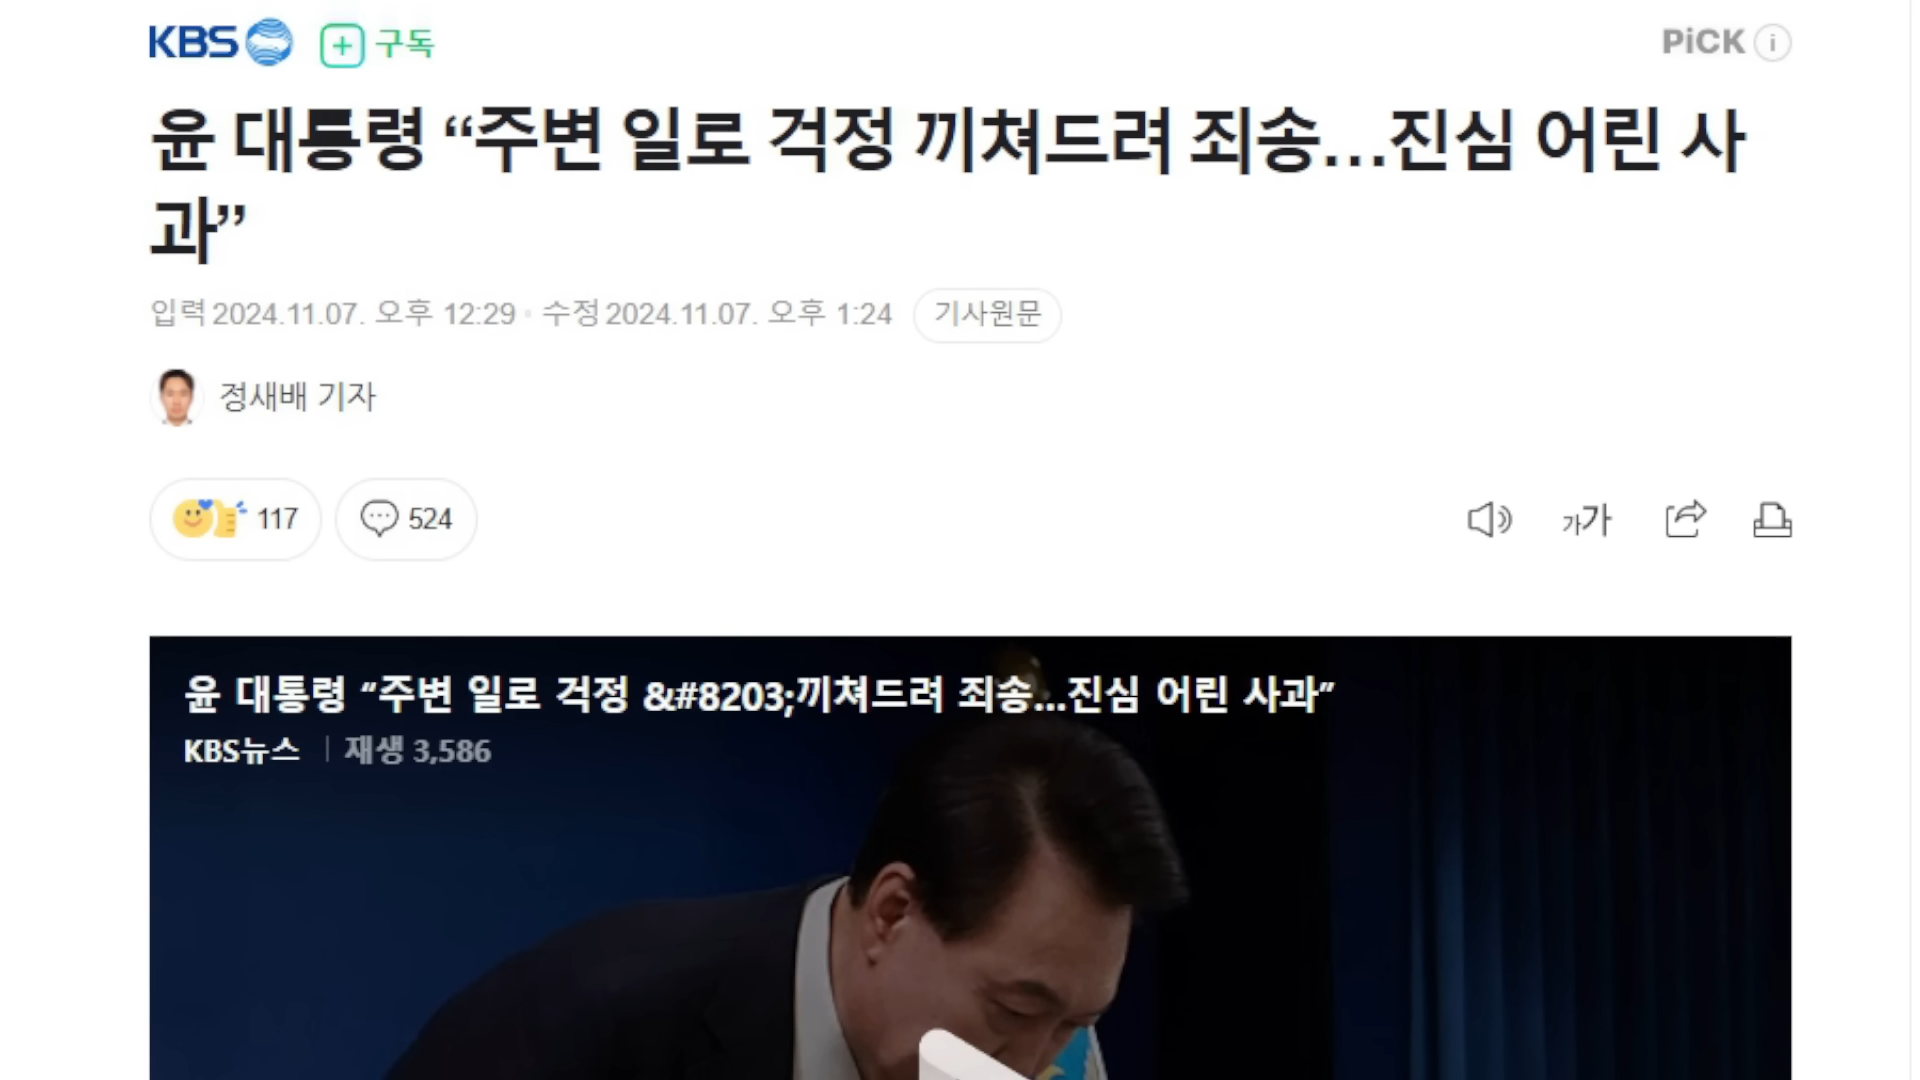 KBS 구독
PiCK i
윤 대통령 “주변 일로 걱정 끼쳐드려 죄송…진심 어린 사
과”
입력 2024.11.07. 오후 12:29 · 수정 2024.11.07. 오후 1:24 기사원문
정새배 기자
117 524 가가
윤 대통령 “주변 일로 걱정 &#8203;끼쳐드려 죄송…진심 어린 사과”
KBS뉴스 | 재생 3,586